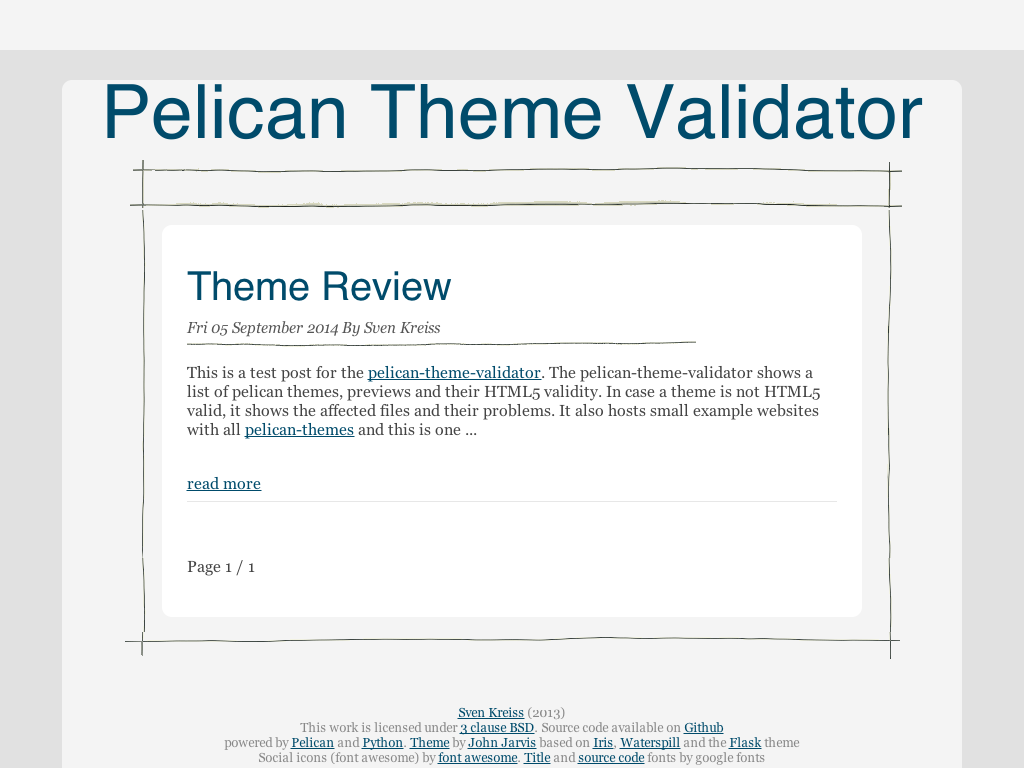 Pelican Theme Validator
Theme Review
Fri 05 September 2014 By Sven Kreiss
This is a test post for the pelican-theme-validator. The pelican-theme-validator shows a
list of pelican themes, previews and their HTML5 validity. In case a theme is not HTML5
valid, it shows the affected files and their problems. It also hosts small example websites
with all pelican-themes and this is one ...
read more
Page 1 / 1
Sven Kreiss (2013)
This work is licensed under 3 clause BSD. Source code available on Github
powered by Pelican and Python. Theme by John Jarvis based on Iris, Waterspill and the Flask theme
Social icons (font awesome) by font awesome. Title and source code fonts by google fonts